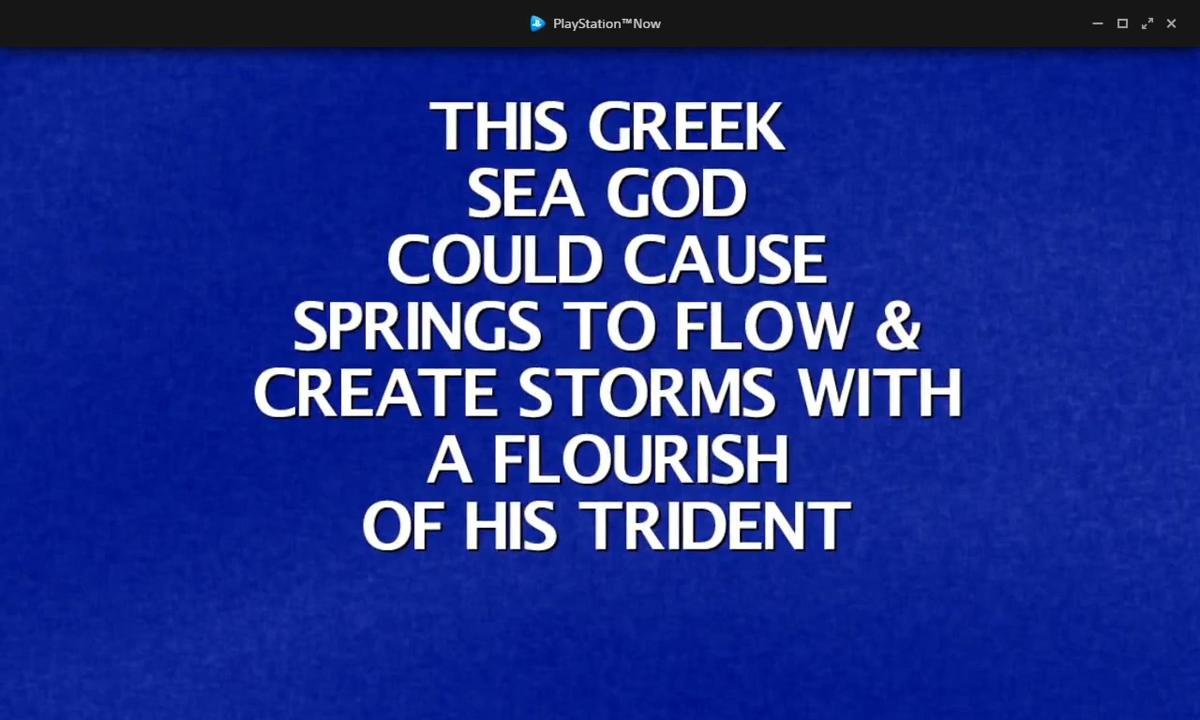 PlayStation™Now
THIS GREEK
SEA GOD
COULD CAUSE
SPRINGS TO FLOW &
CREATE STORMS WITH
A FLOURISH
OF HIS TRIDENT